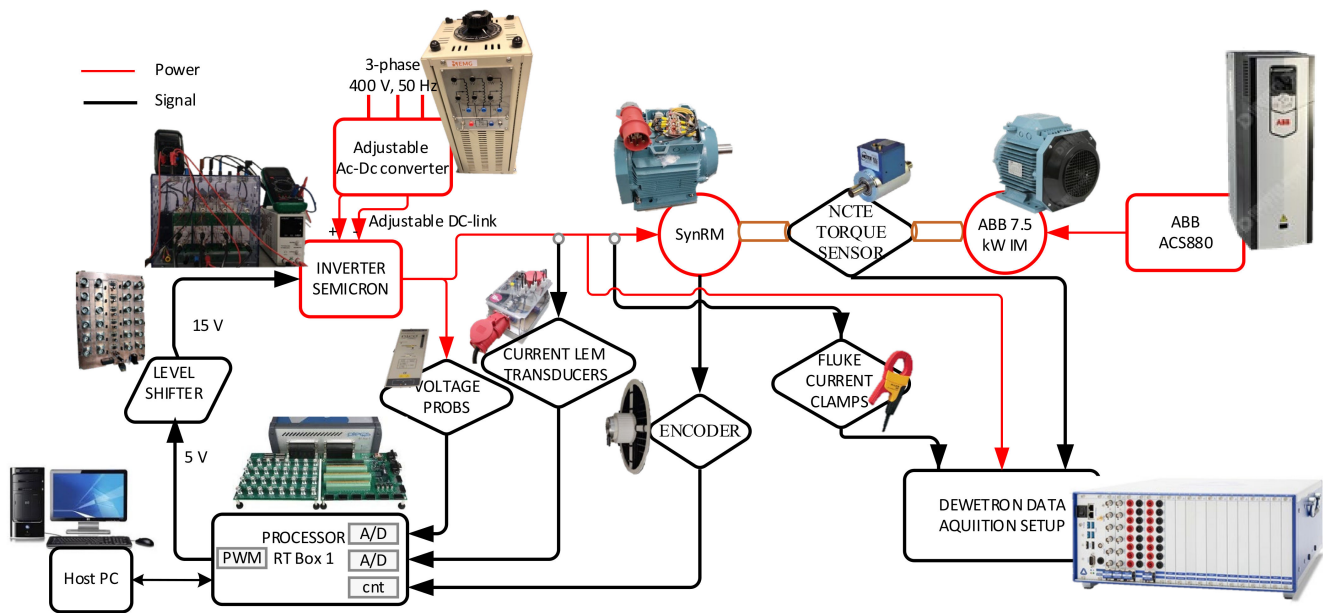 Power
Signal
3-phase
400 V, 50 Hz
Adjustable
Ac-Dc converter
+ -
Adjustable DC-link
INVERTER
SEMICRON
SynRM
NCTE
TORQUE
SENSOR
ABB 7.5
kW IM
ABB
ACS880
ABB
15 V
LEVEL
SHIFTER
5 V
VOLTAGE
PROBS
CURRENT LEM
TRANSDUCERS
ENCODER
FLUKE
CURRENT
CLAMPS
PROCESSOR
RT Box 1
PWM
A/D
A/D
cnt
Host PC
DEWETRON DATA
AQUIITION SETUP